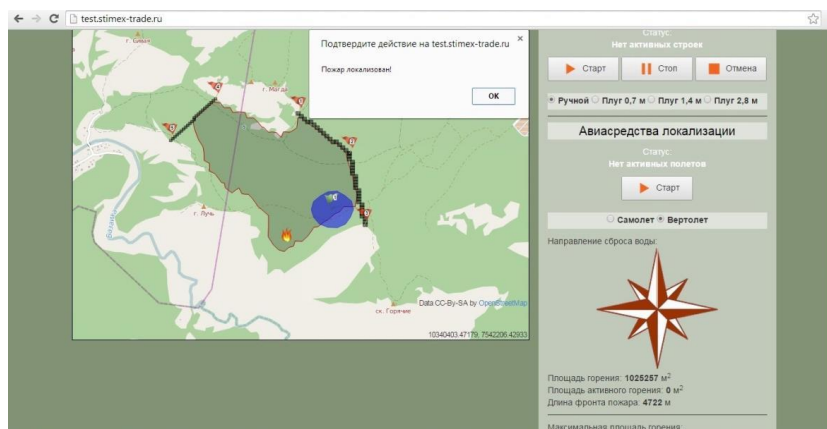 test.stimex-trade.ru
Подтвердите действие на test.stimex-trade.ru
Пожар локализован!
ОК
г. Магда
г. Лучь
ск. Горячие
Data CC-By-SA by OpenStreetMap
10340403.47179, 7542206.42933
Статус:
Нет активных строек
Старт
Стоп
Отмена
Ручной Плуг 0,7 м Плуг 1,4 м Плуг 2,8 м
Авиасредства локализации
Статус:
Нет активных полетов
Старт
Самолет Вертолет
Направление сброса воды:
Площадь горения: 1025257 м²
Площадь активного горения: 0 м²
Длина фронта пожара: 4722 м
Максимальная площадь горения: